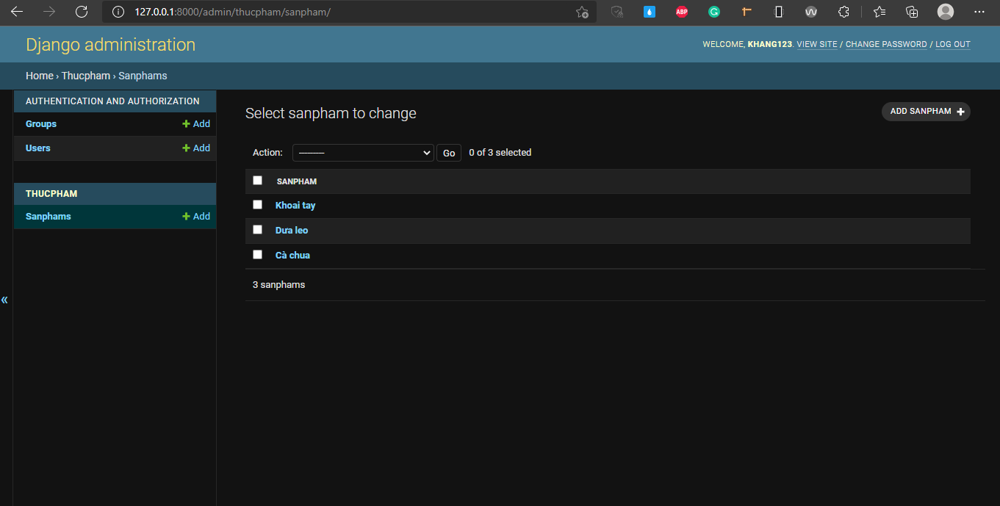 127.0.0.1:8000/admin/thucpham/sanpham/
ABP
Django administration
WELCOME, KHANG123. VIEW SITE / CHANGE PASSWORD / LOG OUT
Home › Thucpham › Sanphams
AUTHENTICATION AND AUTHORIZATION
Groups + Add
Users + Add
THUCPHAM
Sanphams + Add
«
Select sanpham to change
ADD SANPHAM +
Action: --------- Go 0 of 3 selected
SANPHAM
Khoai tay
Dưa leo
Cà chua
3 sanphams